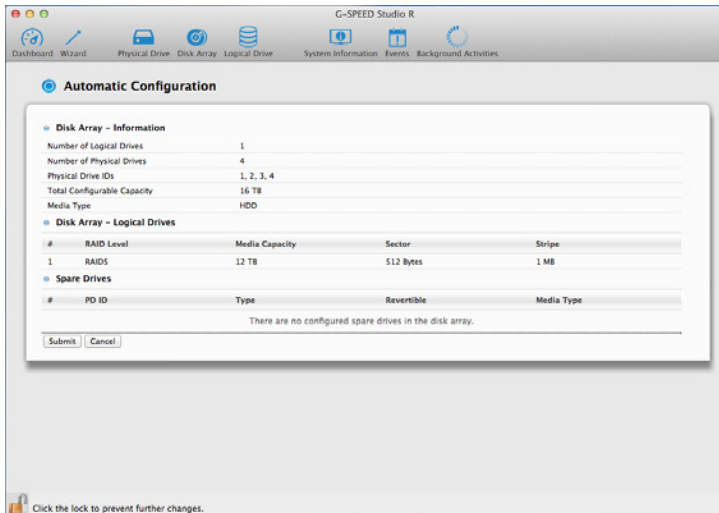 G-SPEED Studio R
Dashboard Wizard Physical Drive Disk Array Logical Drive System Information Events Background Activities
Automatic Configuration
Disk Array - Information
Number of Logical Drives 1
Number of Physical Drives 4
Physical Drive IDs 1, 2, 3, 4
Total Configurable Capacity 16 TB
Media Type HDD
Disk Array - Logical Drives
# RAID Level Media Capacity Sector Stripe
1 RAID5 12 TB 512 Bytes 1 MB
Spare Drives
# PD ID Type Revertible Media Type
There are no configured spare drives in the disk array.
Submit Cancel
Click the lock to prevent further changes.